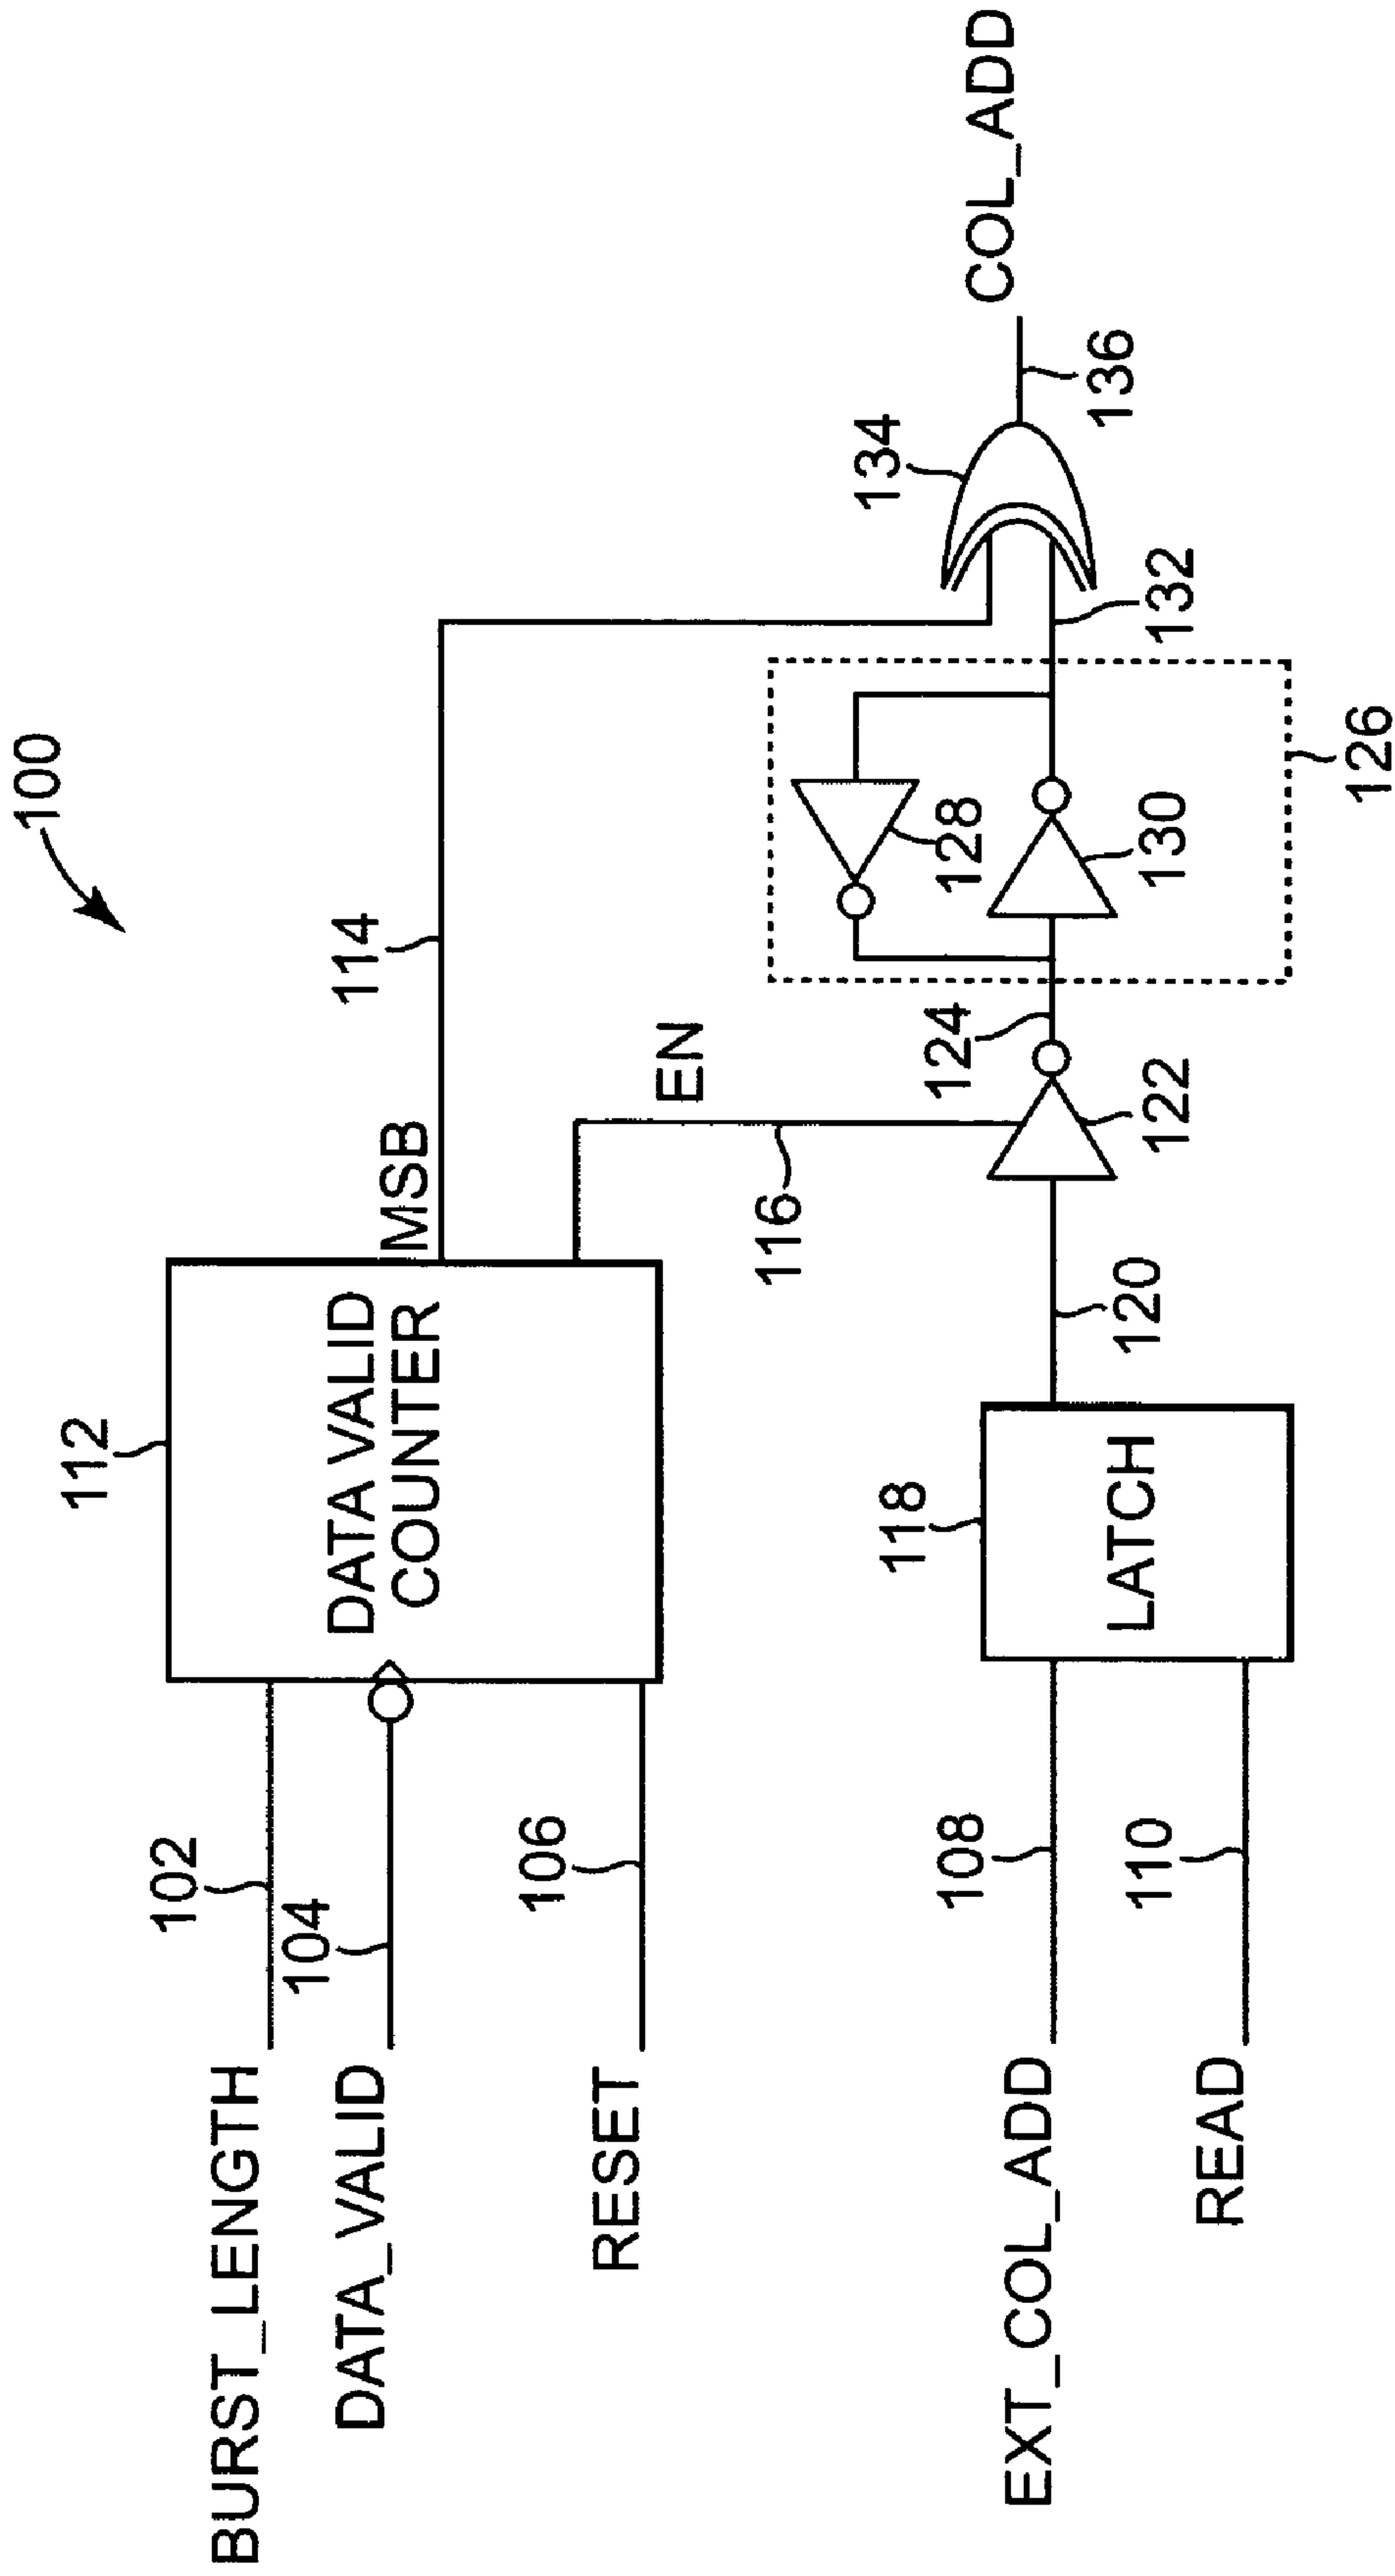 100
112
114
MSB
DATA VALID
COUNTER
BURST_LENGTH
102
DATA_VALID
104
RESET
106
EN
116
EXT_COL_ADD
108
READ
110
118
LATCH
120
122
124
126
128
130
132
134
136
COL_ADD